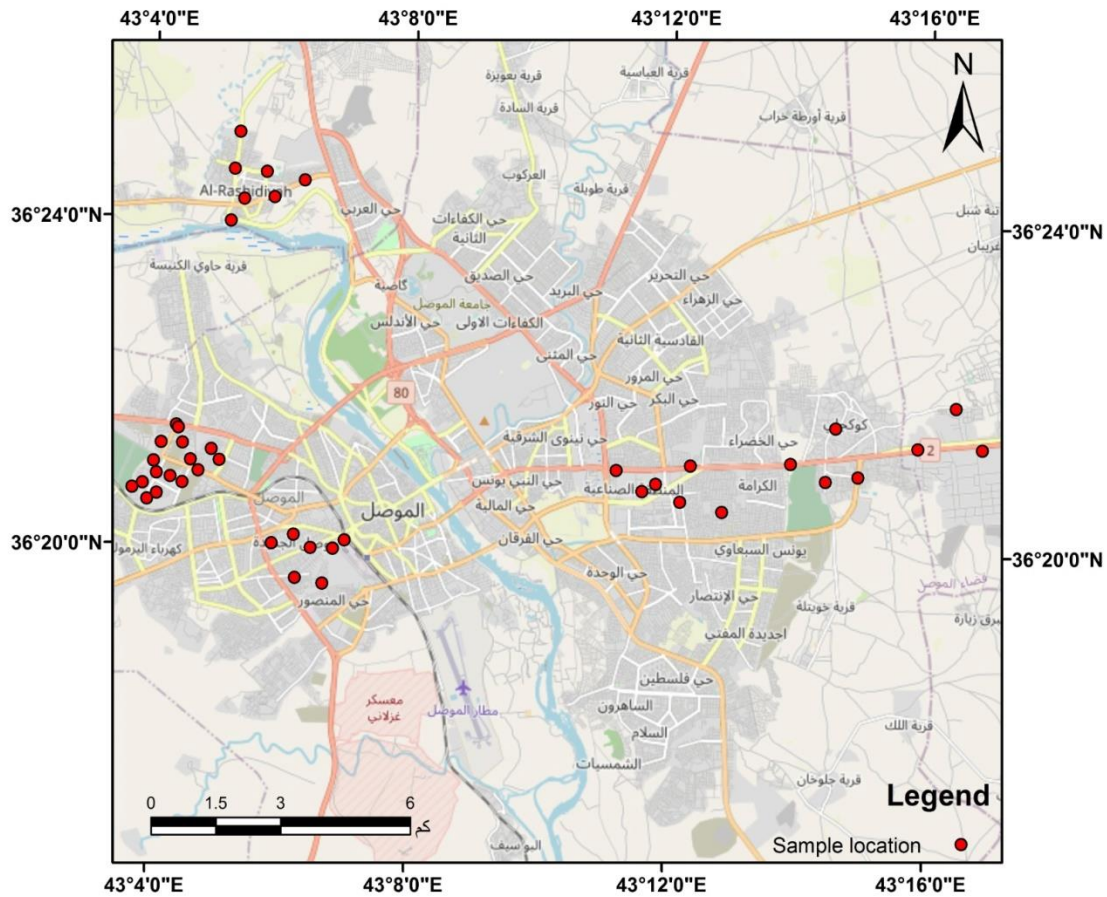 43°4'0"E
43°8'0"E
43°12'0"E
43°16'0"E
N
قرية بعويزة
قرية العباسية
قرية السادة
قرية أورطة خراب
العركوب
قرية طويلة
Al-Rashidiyah
36°24'0"N
حي العربي
حي الكفاءات
الثانية
36°24'0"N
قرية حاوي الكنيسة
حي الصديق
حي التحرير
گاصية
حي البريد
حي الزهراء
جامعة الموصل
حي الأندلس
الكفاءات الاولى
القادسية الثانية
حي المثنى
حي المرور
80
حي النور
حي البكر
كوكجلي
حي نينوى الشرقية
حي الخضراء
2
حي النبي يونس
الموصل
الموصل
حي المالية
الكرامة
36°20'0"N
كهرباء اليرمو
حي الفرقان
يونس السبعاوي
36°20'0"N
حي الوحدة
قضاء الموصل
حي المنصور
حي الإنتصار
قرية خويتلة
اجديدة المفتي
حي فلسطين
معسكر
غزلاني
مطار الموصل
الساهرون
السلام
قرية اللك
الشمسيات
قرية جلوخان
0 1.5 3 6
كم
Legend
Sample location
البوسيف
43°4'0"E
43°8'0"E
43°12'0"E
43°16'0"E